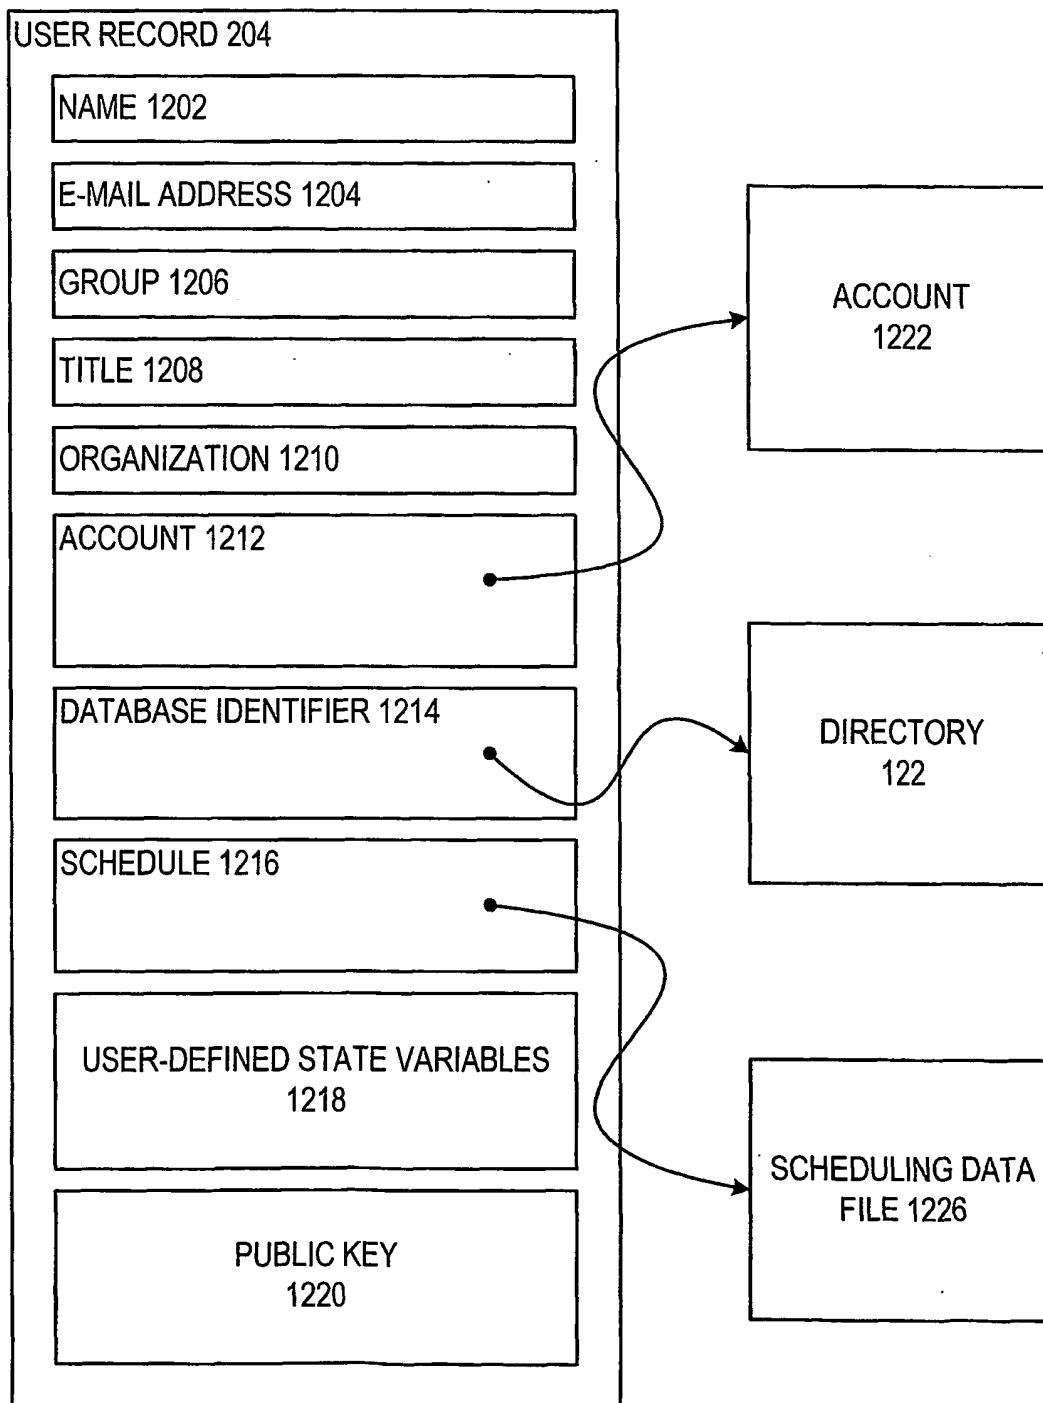 USER RECORD 204
NAME 1202
E-MAIL ADDRESS 1204
GROUP 1206
TITLE 1208
ORGANIZATION 1210
ACCOUNT 1212
DATABASE IDENTIFIER 1214
SCHEDULE 1216
USER-DEFINED STATE VARIABLES
1218
PUBLIC KEY
1220
ACCOUNT
1222
DIRECTORY
122
SCHEDULING DATA
FILE 1226